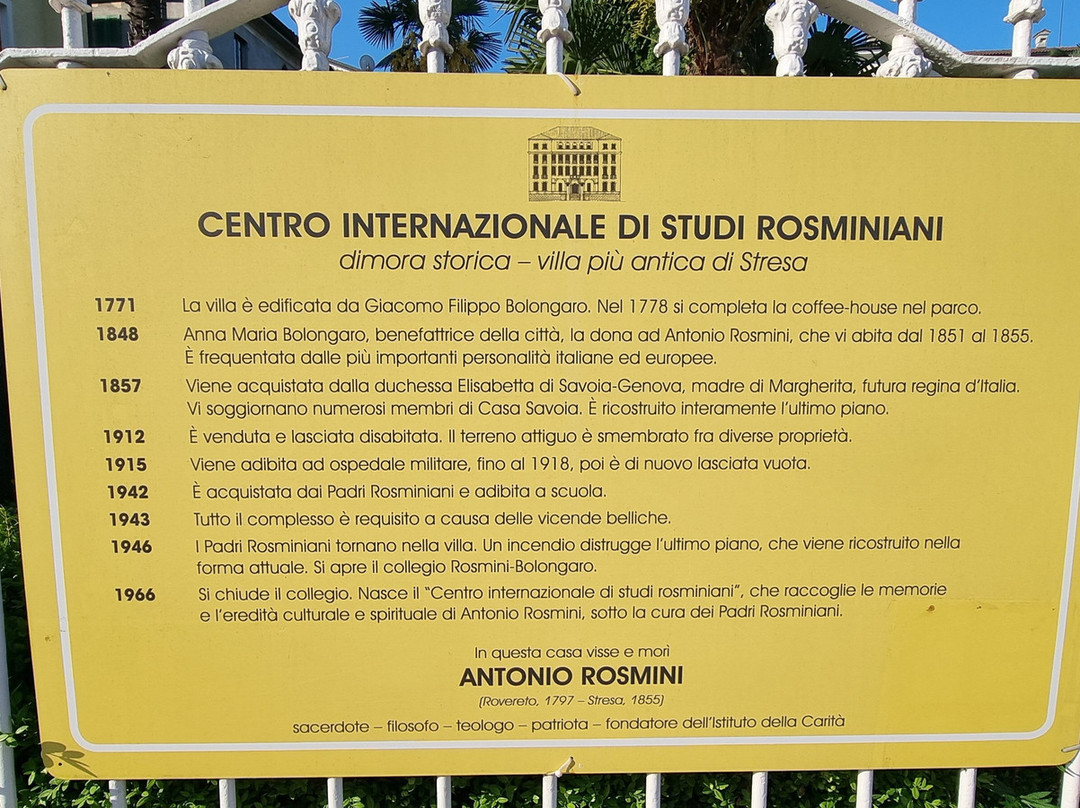 CENTRO INTERNAZIONALE DI STUDI ROSMINIANI
dimora storica – villa più antica di Stresa
1771 La villa è edificata da Giacomo Filippo Bolongaro. Nel 1778 si completa la coffee-house nel parco.
1848 Anna Maria Bolongaro, benefattrice della città, la dona ad Antonio Rosmini, che vi abita dal 1851 al 1855.
È frequentata dalle più importanti personalità italiane ed europee.
1857 Viene acquistata dalla duchessa Elisabetta di Savoia-Genova, madre di Margherita, futura regina d'Italia.
Vi soggiornano numerosi membri di Casa Savoia. È ricostruito interamente l'ultimo piano.
1912 È venduta e lasciata disabitata. Il terreno attiguo è smembrato fra diverse proprietà.
1915 Viene adibita ad ospedale militare, fino al 1918, poi è di nuovo lasciata vuota.
1942 È acquistata dai Padri Rosminiani e adibita a scuola.
1943 Tutto il complesso è requisito a causa delle vicende belliche.
1946 I Padri Rosminiani tornano nella villa. Un incendio distrugge l'ultimo piano, che viene ricostruito nella
forma attuale. Si apre il collegio Rosmini-Bolongaro.
1966 Si chiude il collegio. Nasce il "Centro internazionale di studi rosminiani", che raccoglie le memorie
e l'eredità culturale e spirituale di Antonio Rosmini, sotto la cura dei Padri Rosminiani.
In questa casa visse e morì
ANTONIO ROSMINI
(Rovereto, 1797 – Stresa, 1855)
sacerdote – filosofo – teologo – patriota – fondatore dell'Istituto della Carità